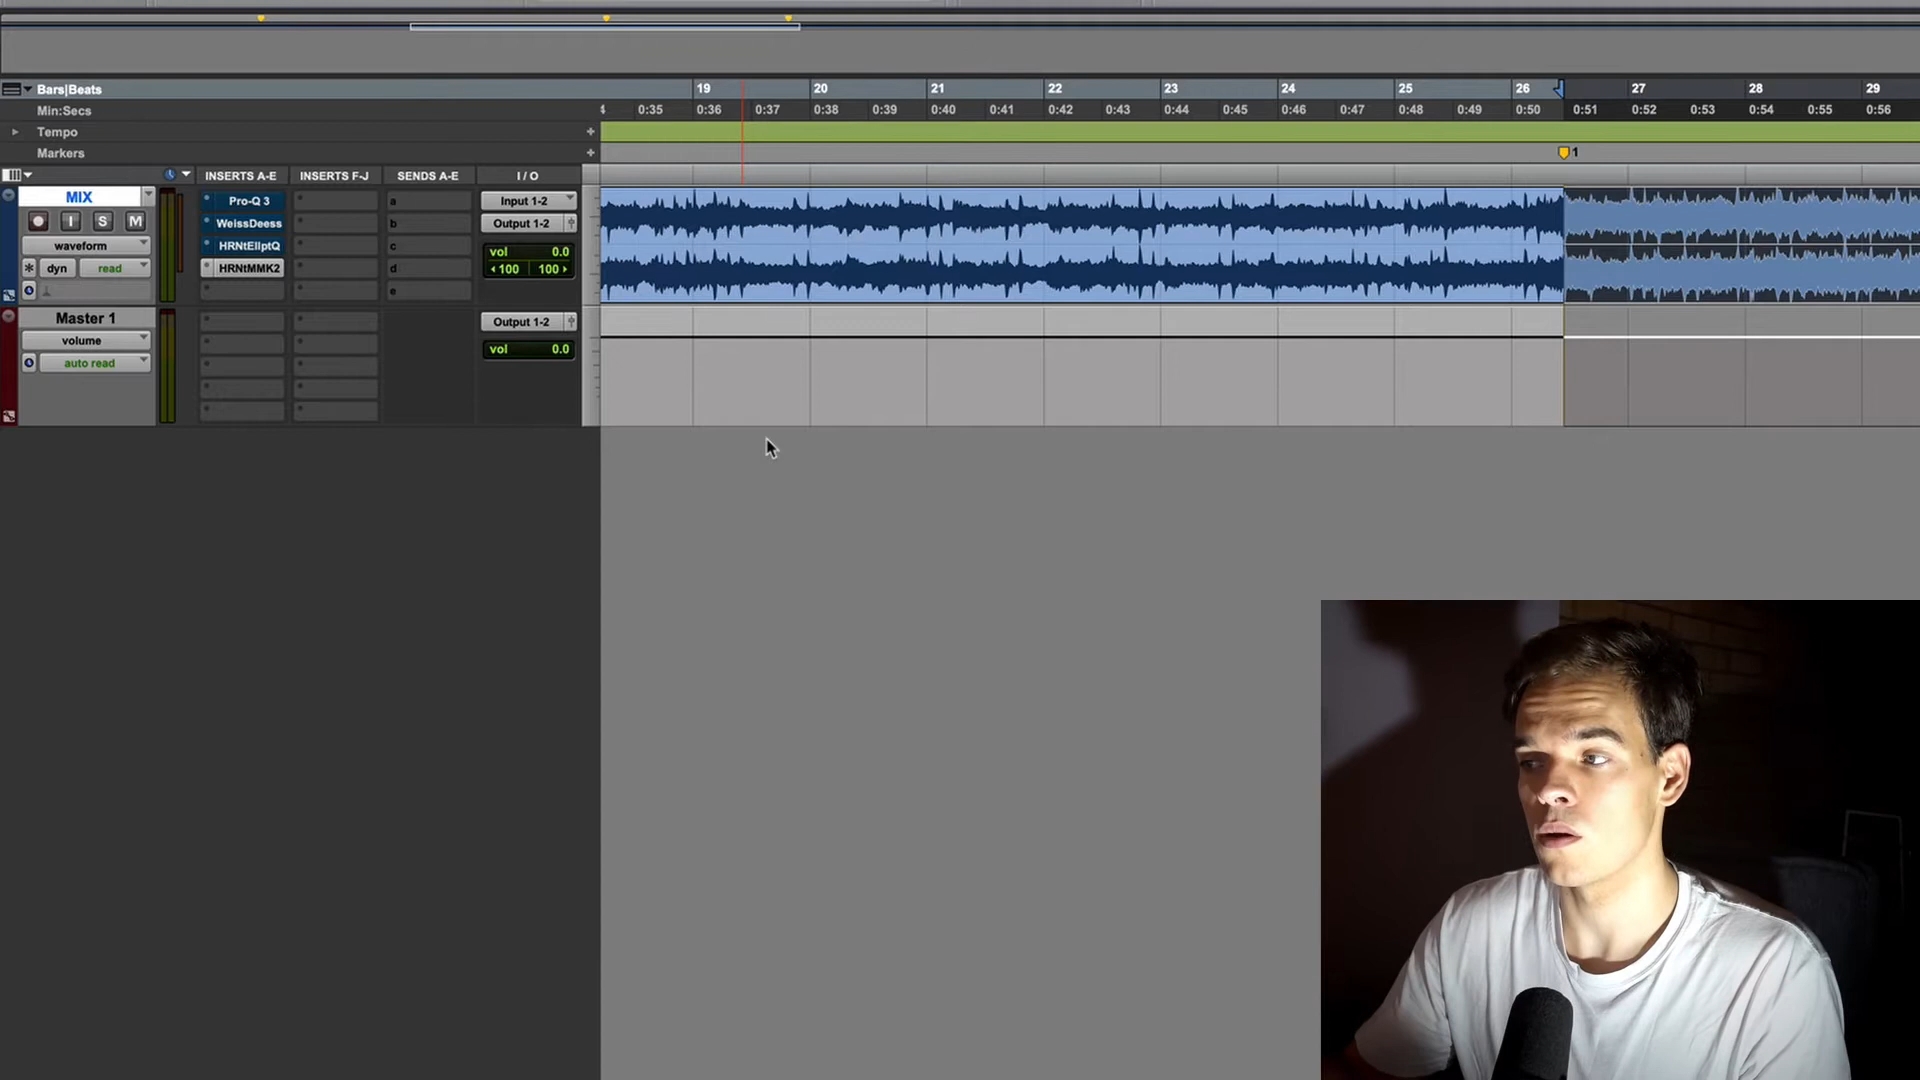 Bars|Beats 19 20 21 22 23 24 25 26 27 28 29
Min:Secs 4 0:35 0:36 0:37 0:38 0:39 0:40 0:41 0:42 0:43 0:44 0:45 0:46 0:47 0:48 0:49 0:50 0:51 0:52 0:53 0:54 0:55 0:56
Tempo
Markers 1
INSERTS A-E INSERTS F-J SENDS A-E I / O
MIX Pro-Q 3 a Input 1-2
I S M WeissDeess b Output 1-2
waveform HRNtEllptQ c vol 0.0
dyn read HRNtMMK2 d 100 100
e
Master 1 Output 1-2
volume vol 0.0
auto read